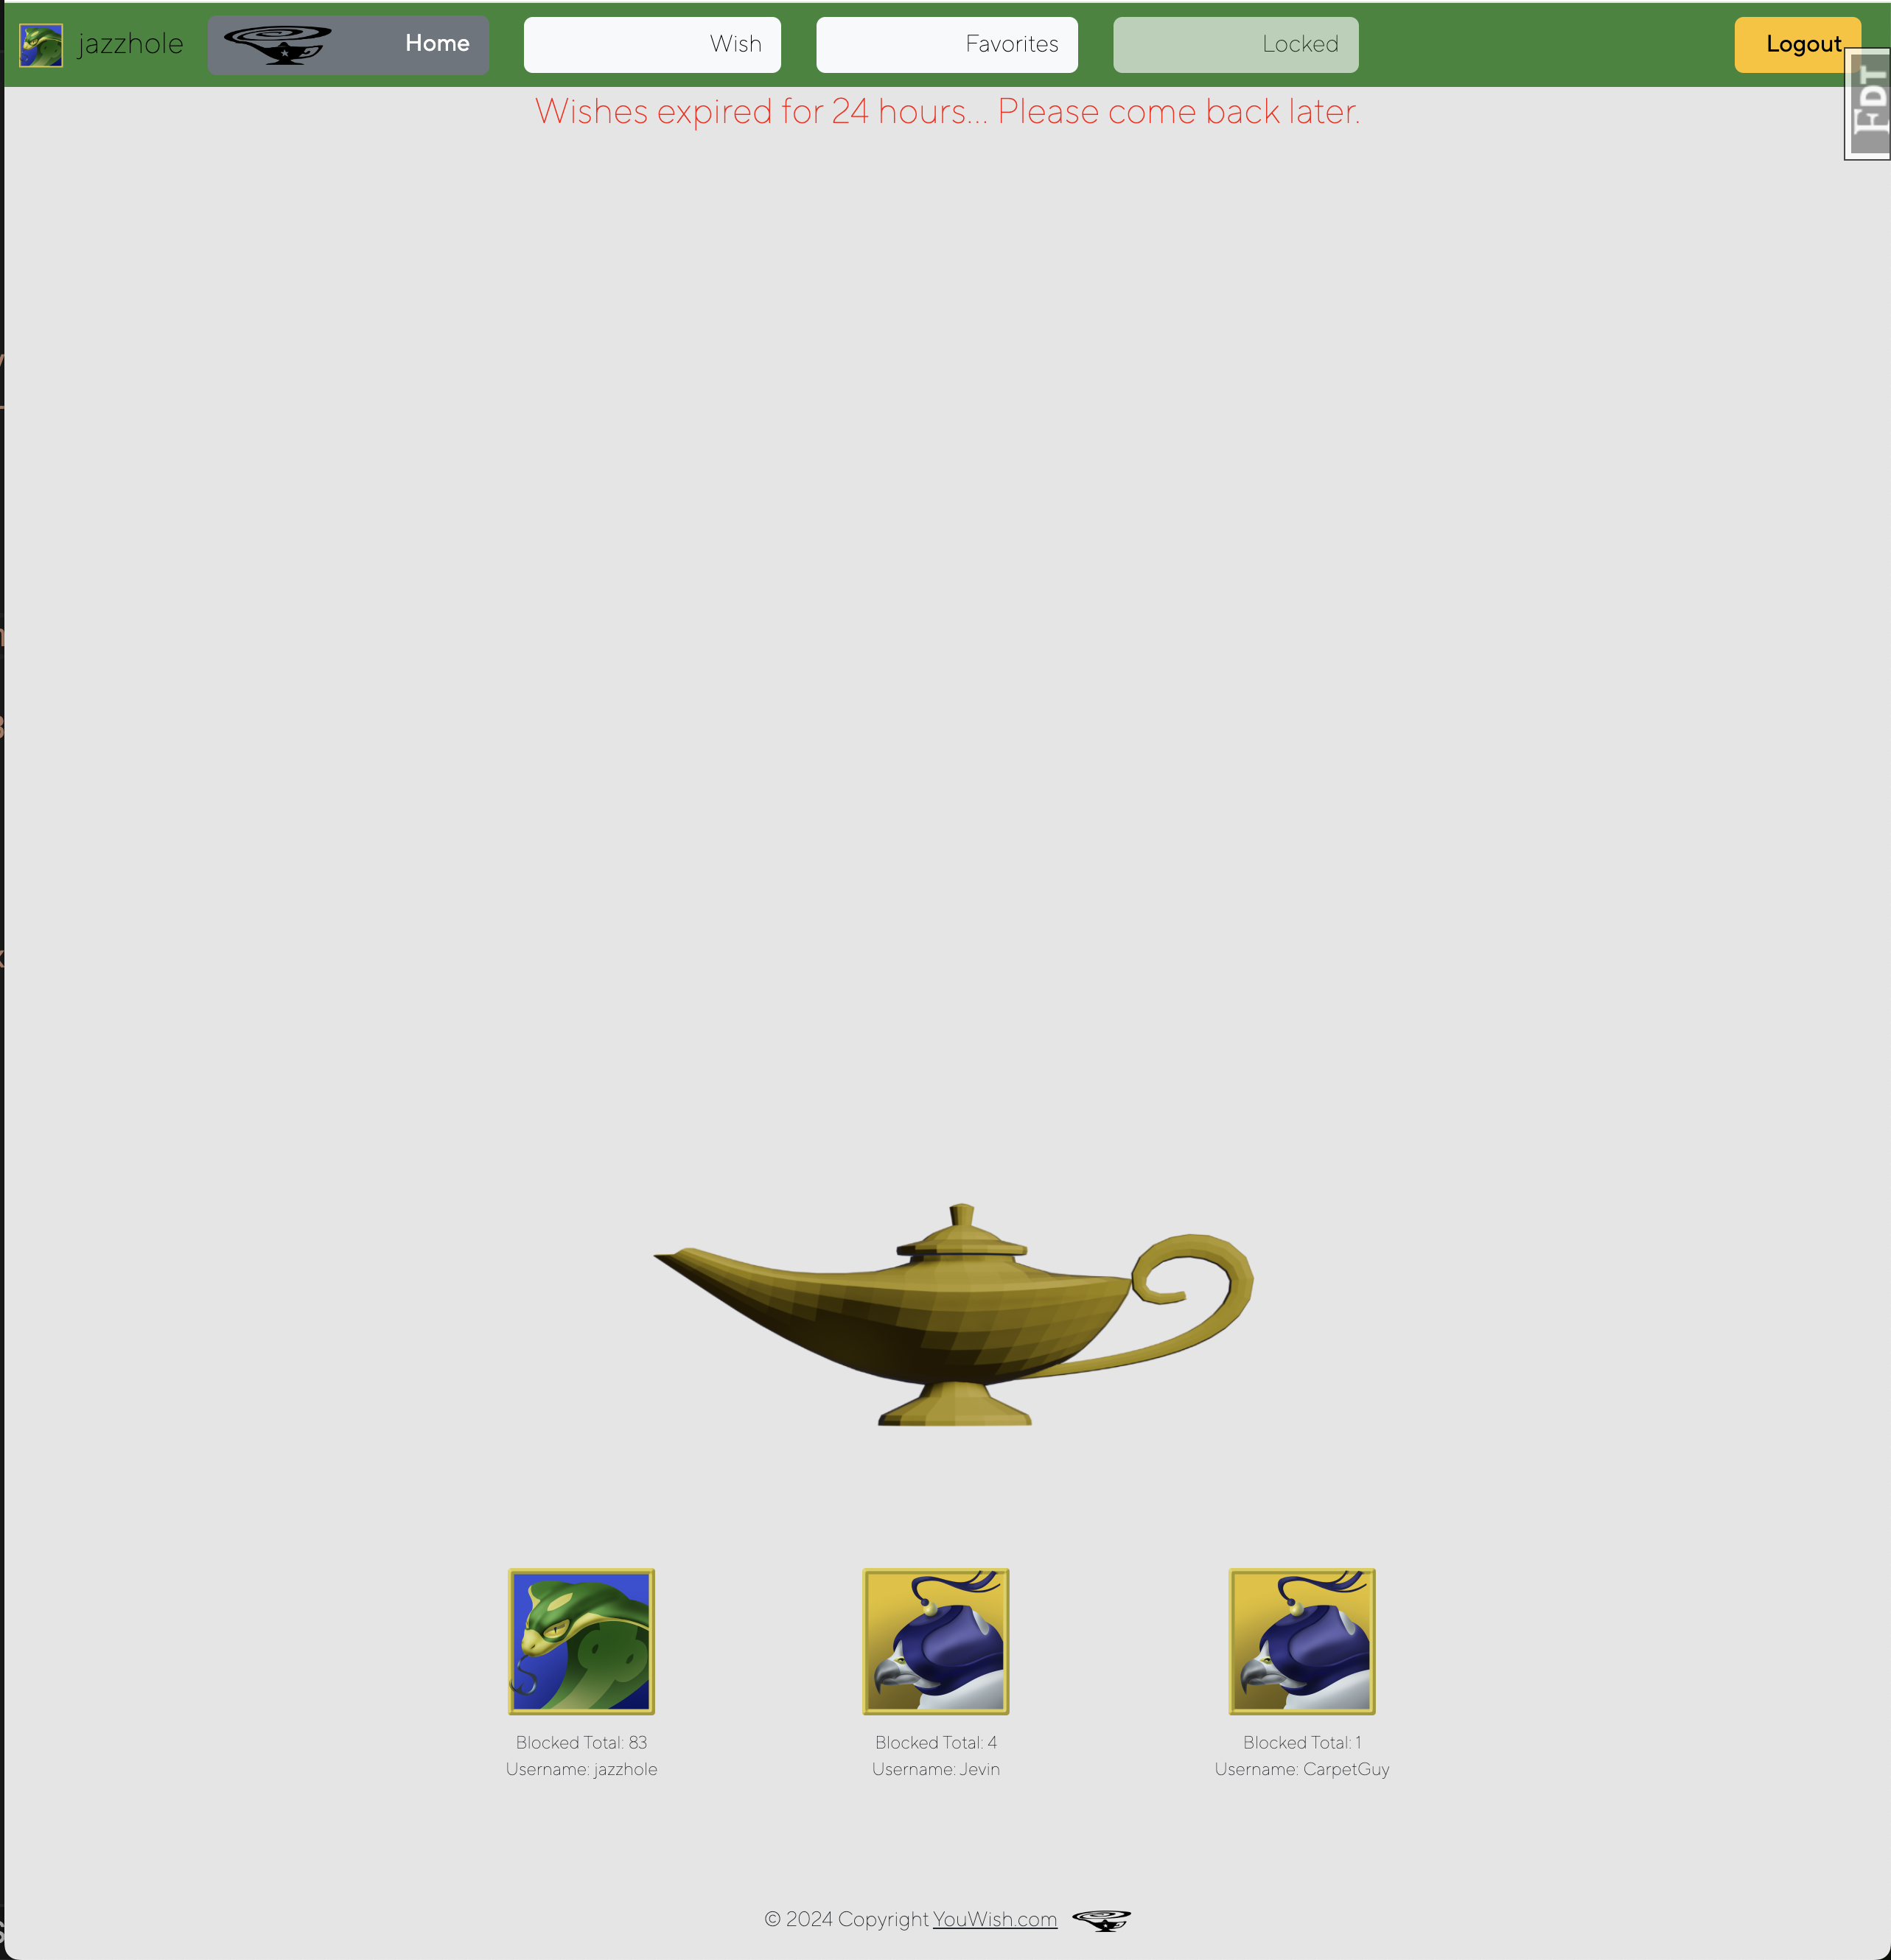 jazzhole
Home
Wish
Favorites
Locked
Logout
FDT
Wishes expired for 24 hours... Please come back later.
Blocked Total: 83
Username: jazzhole
Blocked Total: 4
Username: Jevin
Blocked Total: 1
Username: CarpetGuy
© 2024 Copyright YouWish.com